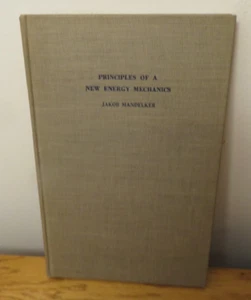 PRINCIPLES OF A
NEW ENERGY MECHANICS
JAKOB MANDELKER